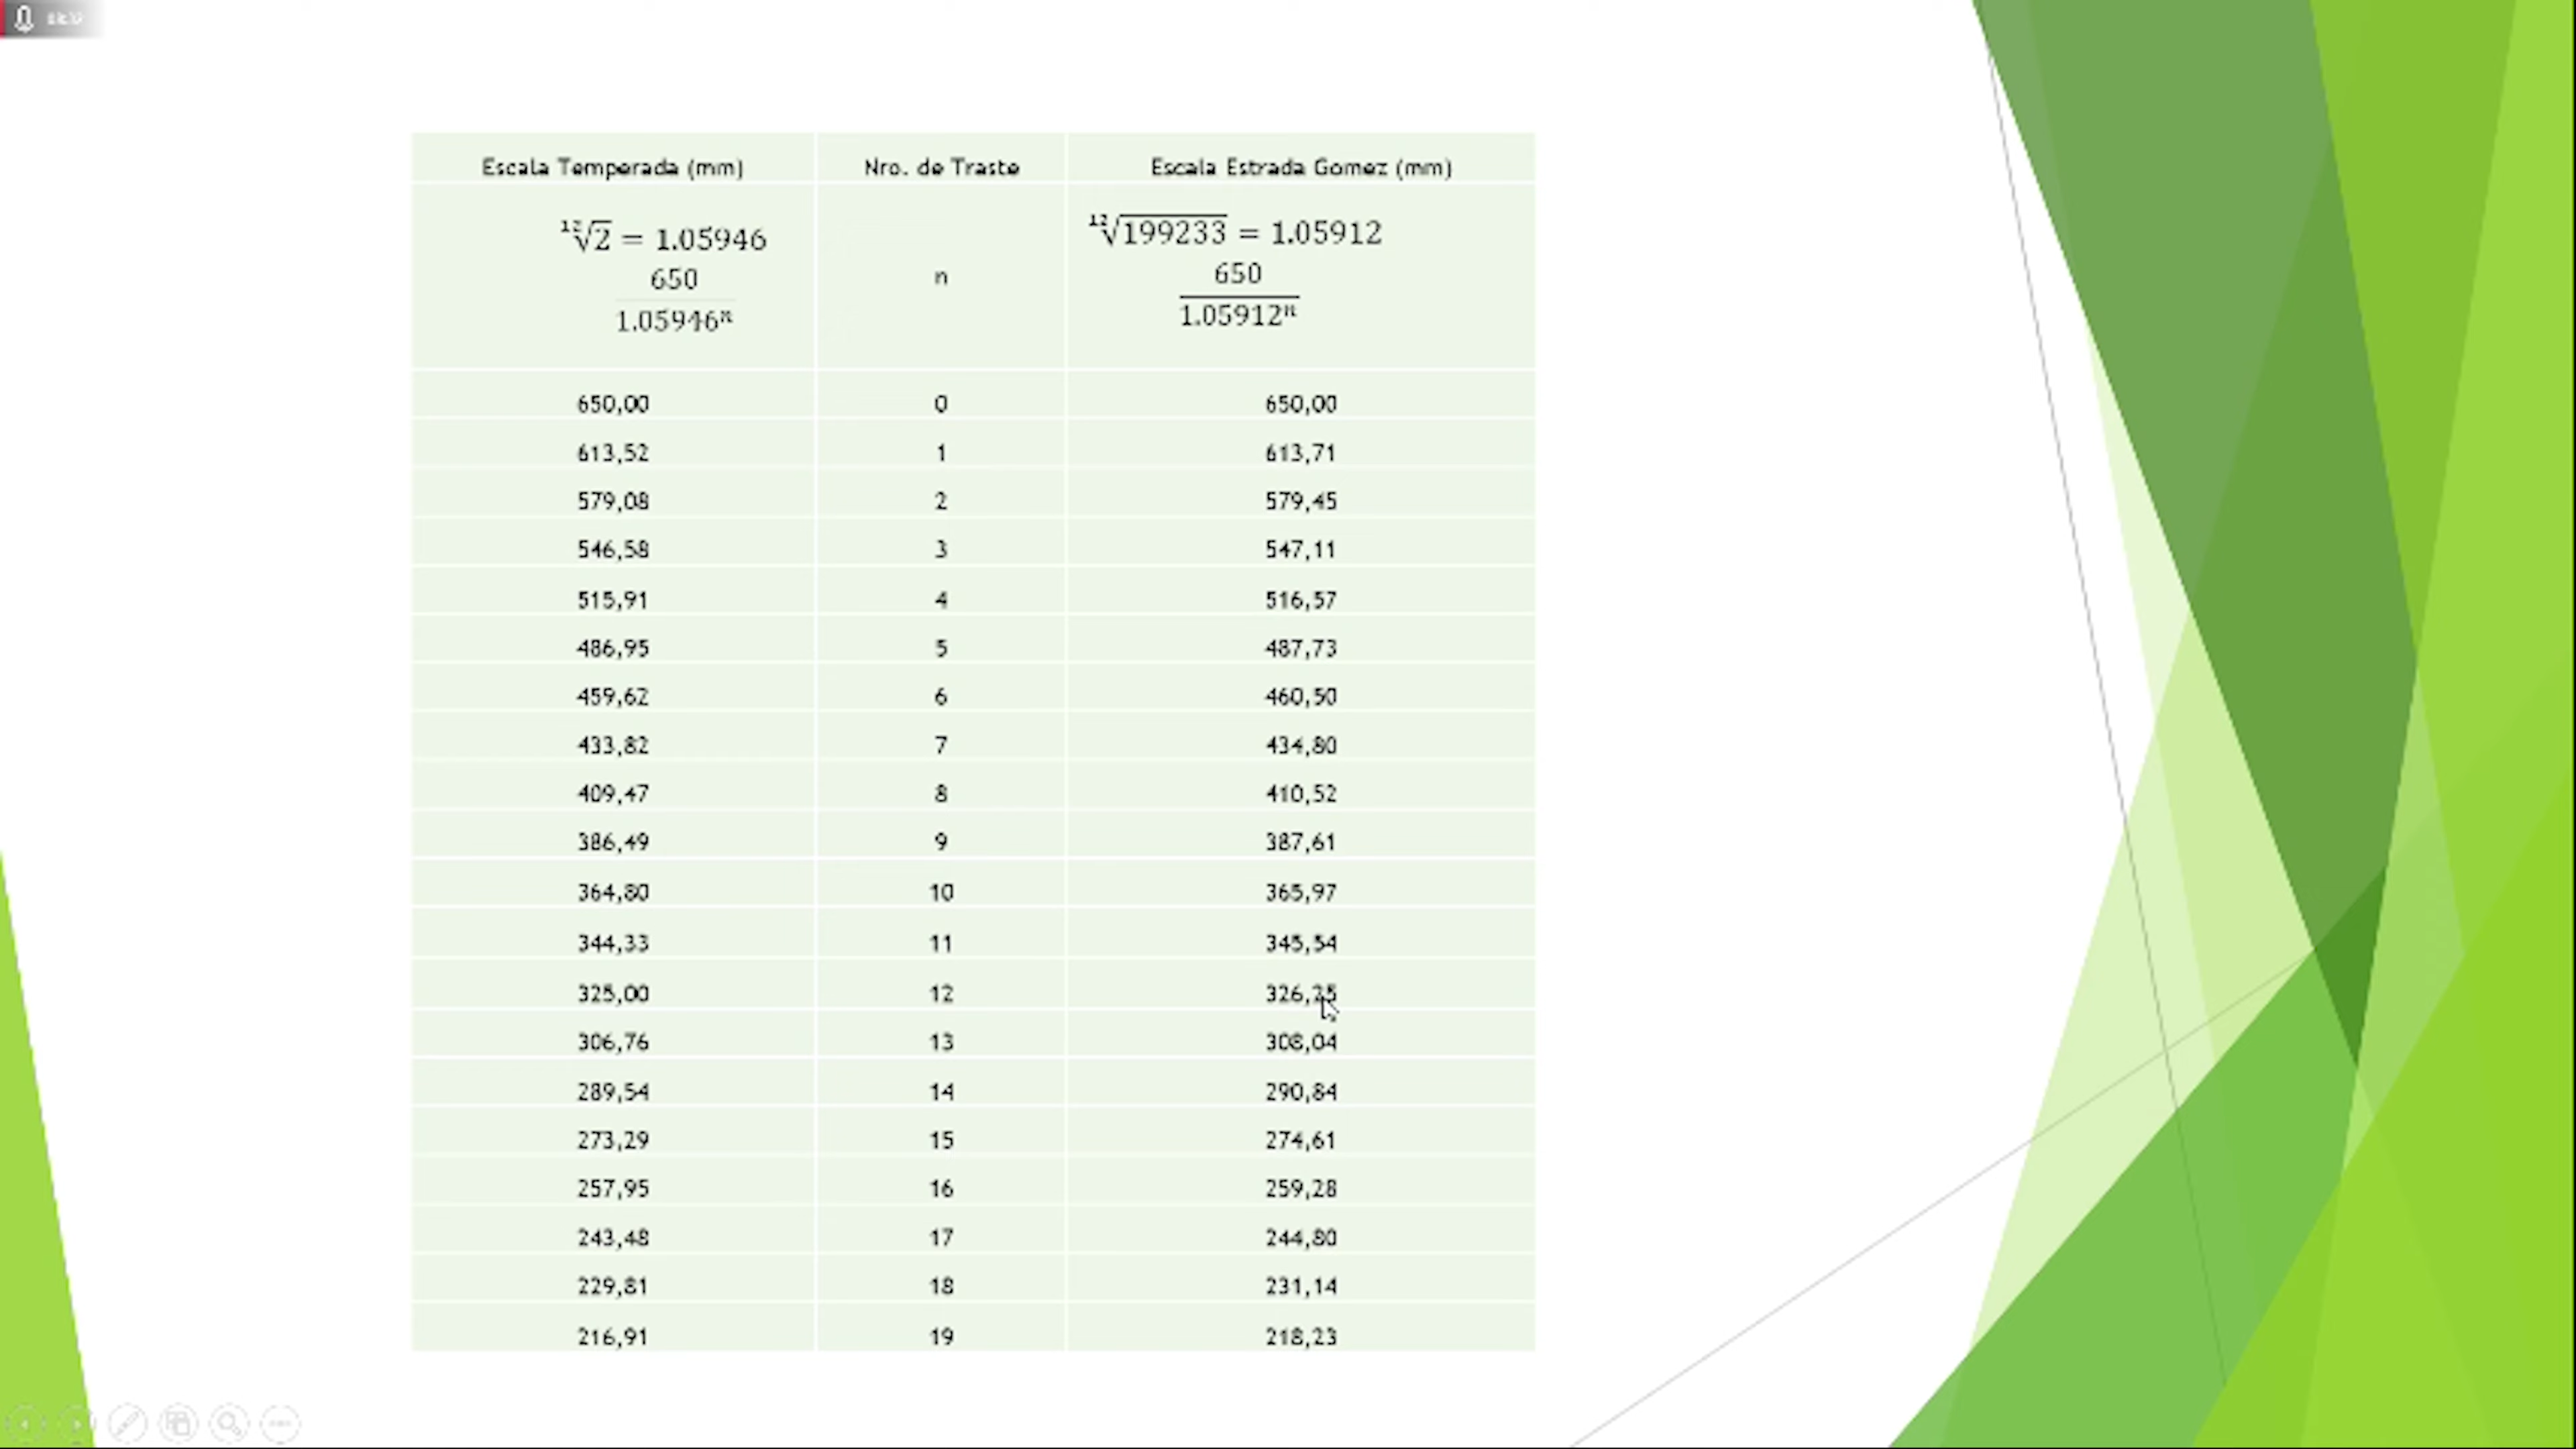 Escala Temperada (mm) Nro. de Traste Escala Estrada Gomez (mm)
¹²√2 = 1.05946 ¹²√199233 = 1.05912
650 650
n
1.05946ⁿ 1.05912ⁿ
650,00 0 650,00
613,52 1 613,71
579,08 2 579,45
546,58 3 547,11
515,91 4 516,57
486,95 5 487,73
459,62 6 460,50
433,82 7 434,80
409,47 8 410,52
386,49 9 387,61
364,80 10 365,97
344,33 11 345,54
325,00 12 326,25
306,76 13 308,04
289,54 14 290,84
273,29 15 274,61
257,95 16 259,28
243,48 17 244,80
229,81 18 231,14
216,91 19 218,23